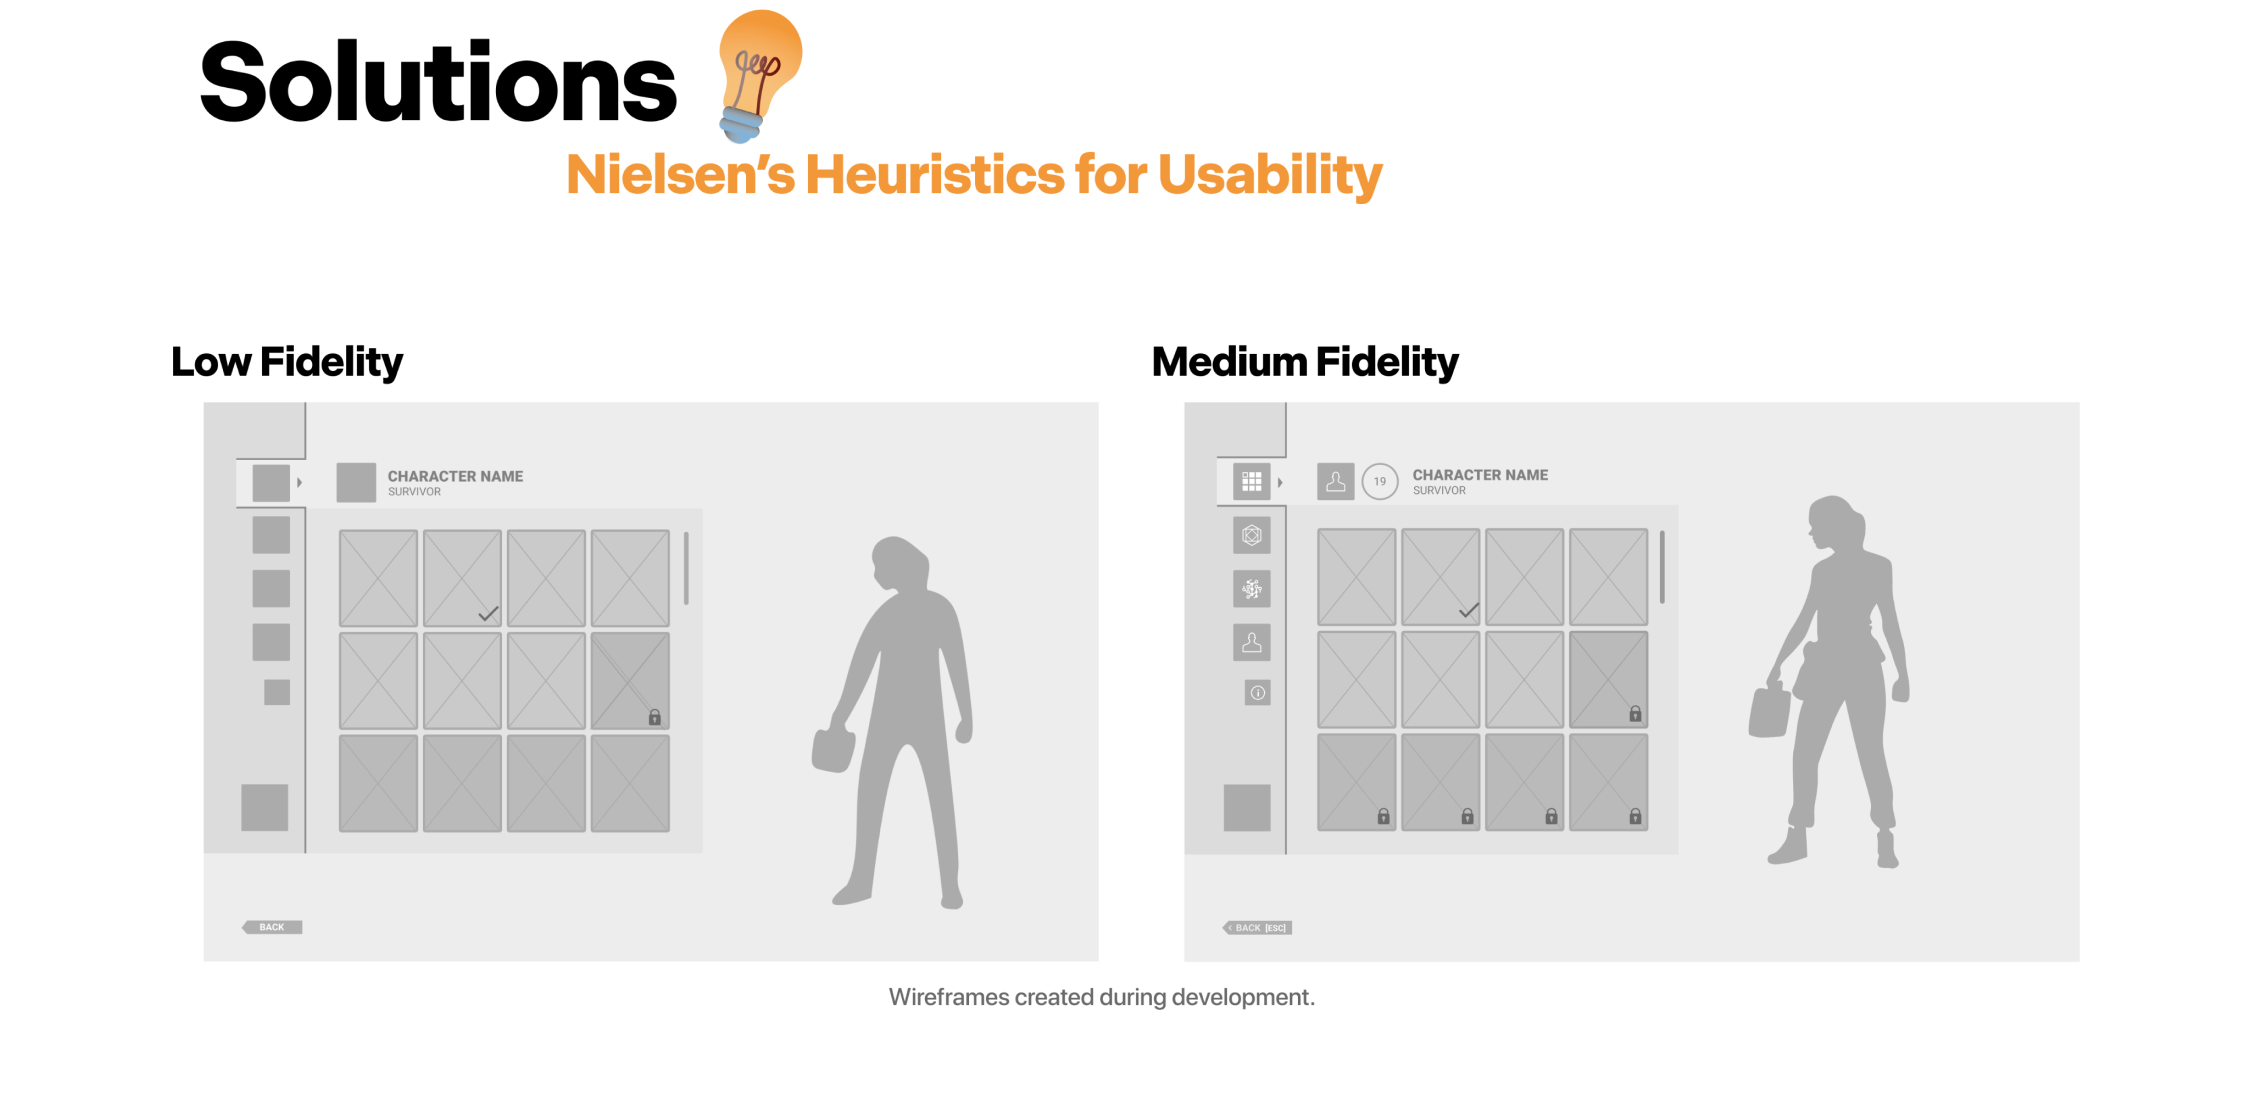 Solutions
Nielsen’s Heuristics for Usability
Low Fidelity
CHARACTER NAME
SURVIVOR
BACK
Medium Fidelity
19
CHARACTER NAME
SURVIVOR
‹ BACK [ESC]
Wireframes created during development.